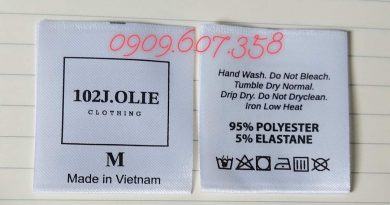 0909.607.358
102J.OLIE
CLOTHING
M
Made in Vietnam
Hand Wash. Do Not Bleach.
Tumble Dry Normal.
Drip Dry. Do Not Dryclean.
Iron Low Heat
95% POLYESTER
5% ELASTANE